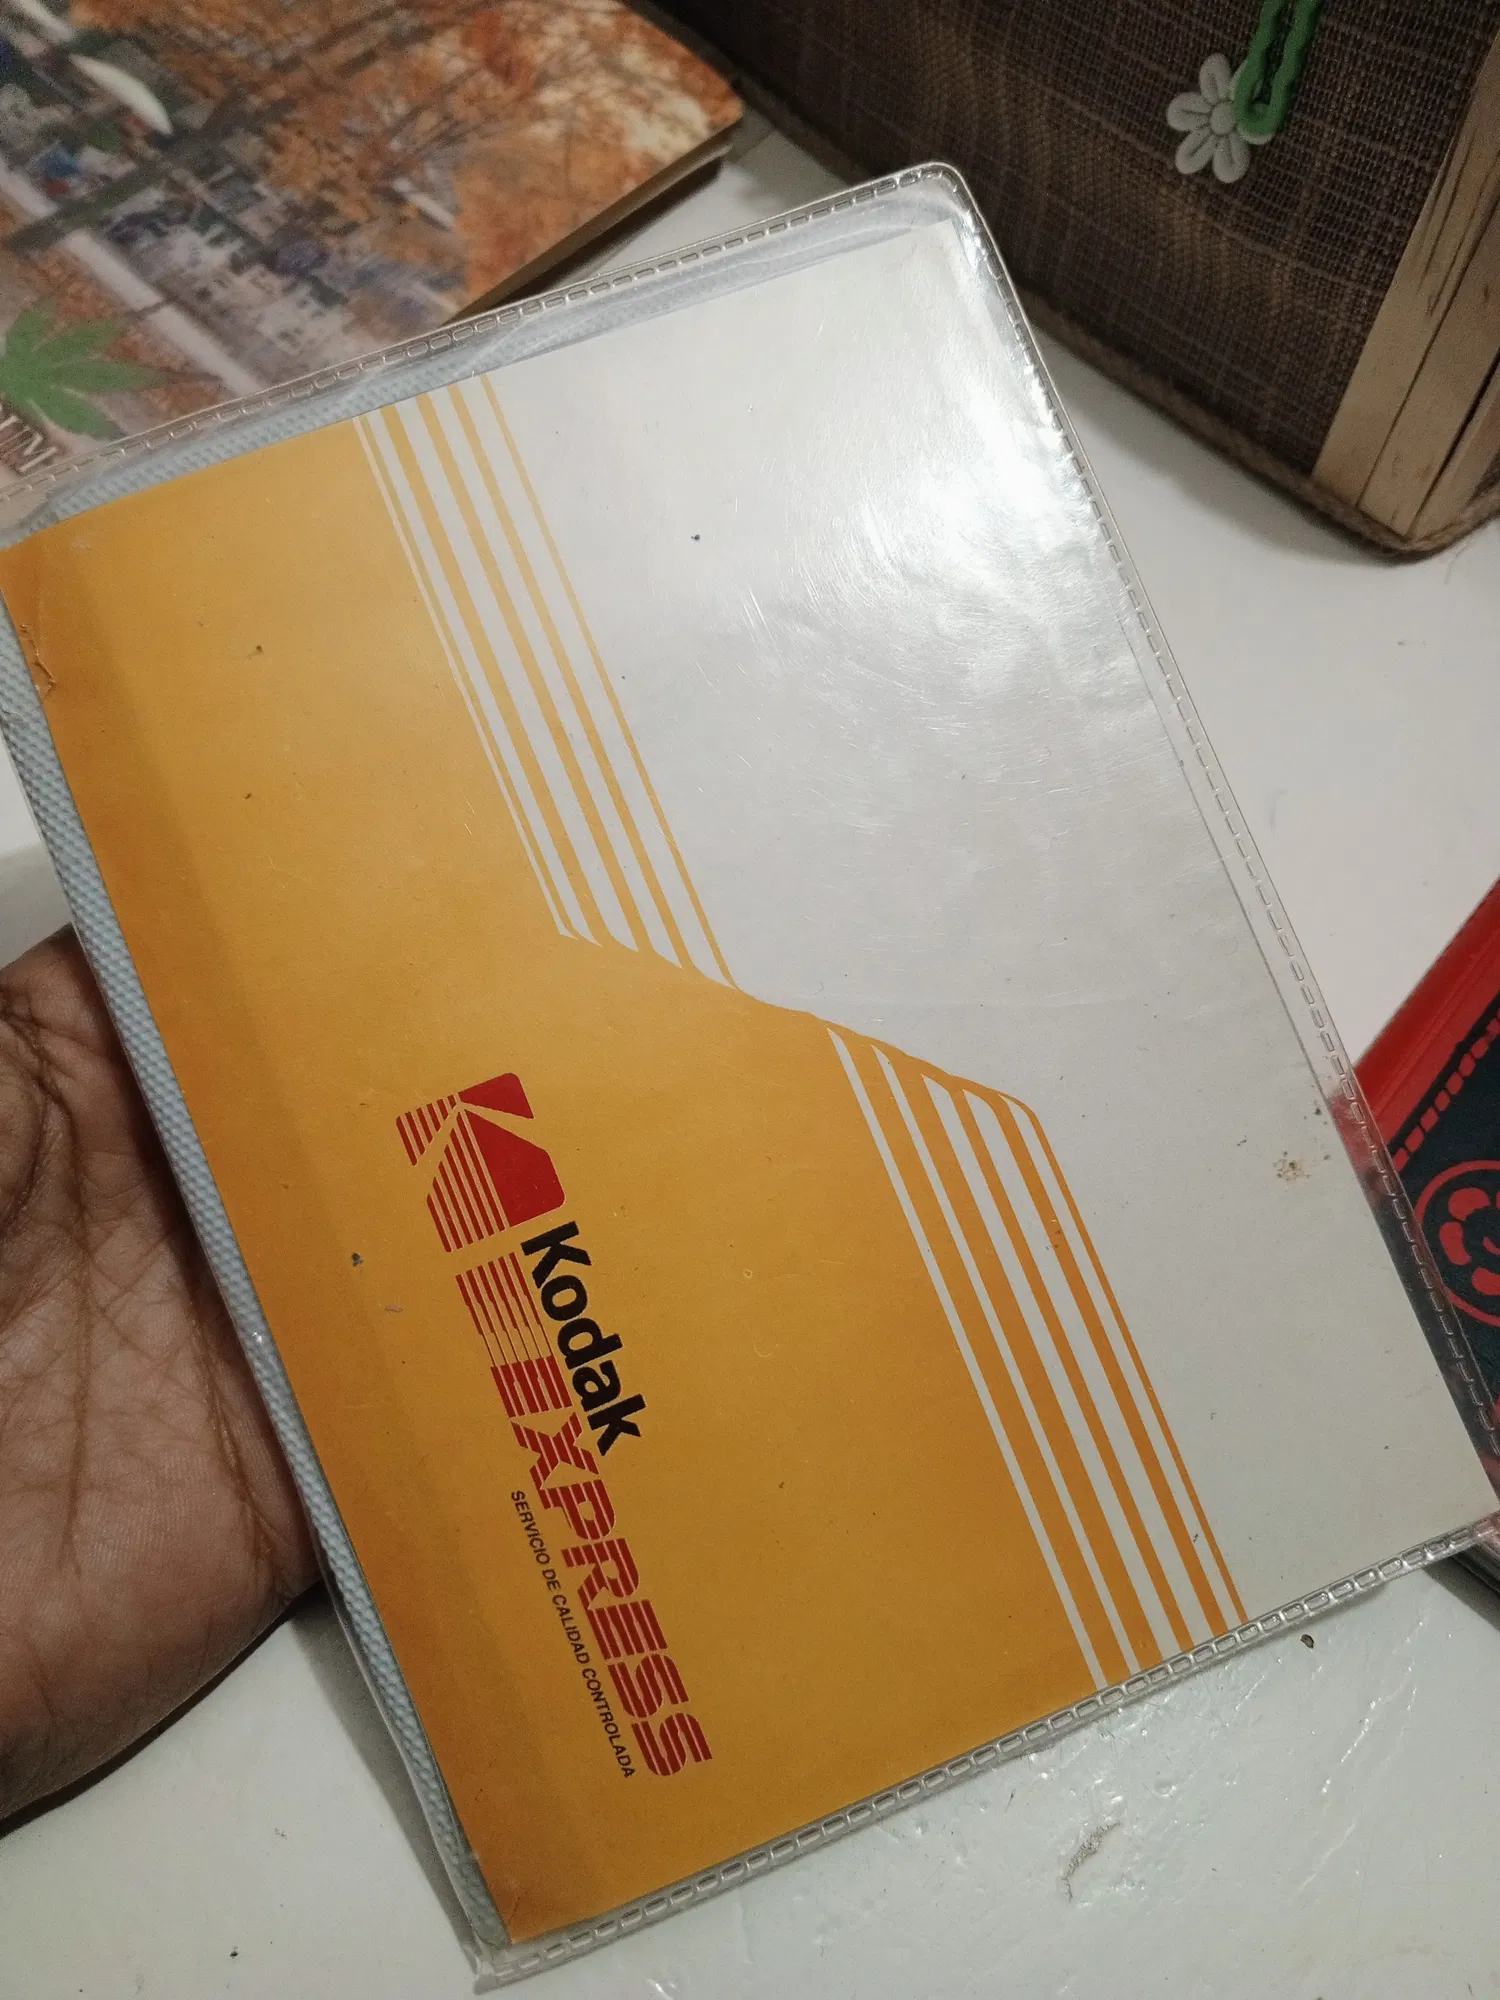 Kodak
EXPRESS
SERVICIO DE CALIDAD CONTROLADA